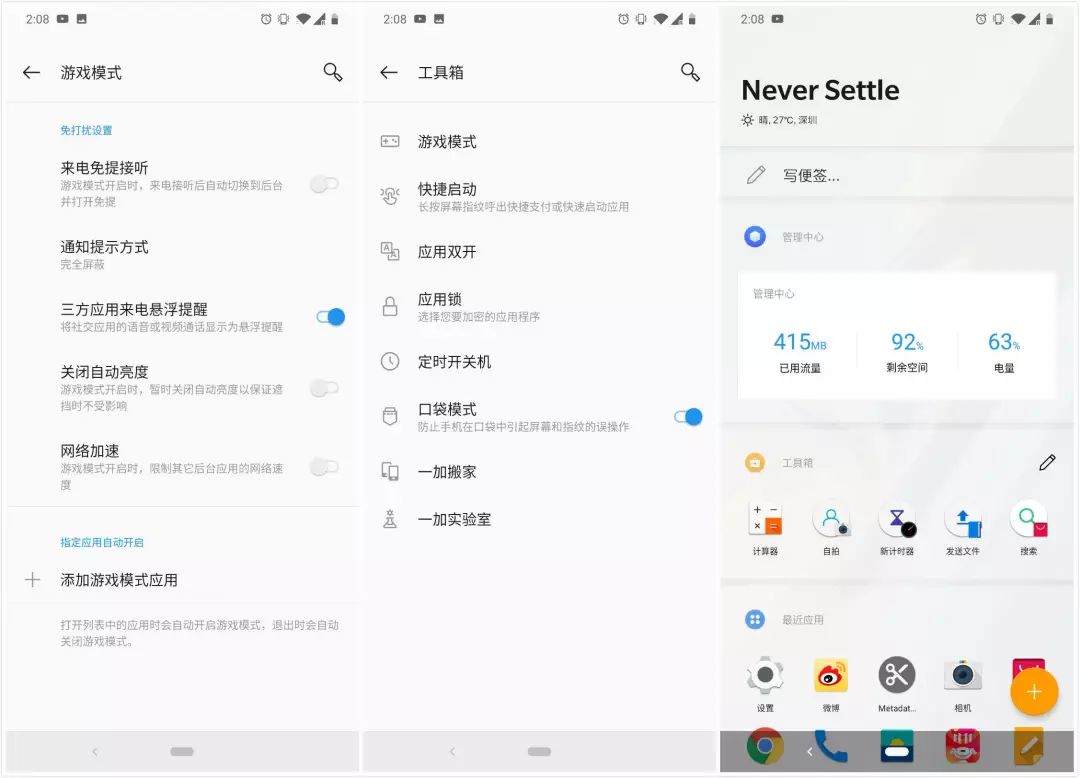 2:08
游戏模式
免打扰设置
来电免提接听
游戏模式开启时，来电接听后自动切换到后台
并打开免提
通知提示方式
完全屏蔽
三方应用来电悬浮提醒
将社交应用的语音或视频通话显示为悬浮提醒
关闭自动亮度
游戏模式开启时，暂时关闭自动亮度以保证遮
挡时不受影响
网络加速
游戏模式开启时，限制其它后台应用的网络速
度
指定应用自动开启
添加游戏模式应用
打开列表中的应用时会自动开启游戏模式，退出时会自动
关闭游戏模式。
2:08
工具箱
游戏模式
快捷启动
长按屏幕指纹呼出快捷支付或快速启动应用
应用双开
应用锁
选择您要加密的应用程序
定时开关机
口袋模式
防止手机在口袋中引起屏幕和指纹的误操作
一加搬家
一加实验室
2:08
Never Settle
晴, 27°C, 深圳
写便签...
管理中心
管理中心
415MB 92% 63%
已用流量 剩余空间 电量
工具箱
计算器 自拍 新计时器 发送文件 搜索
最近应用
设置 微博 Metadat... 相机